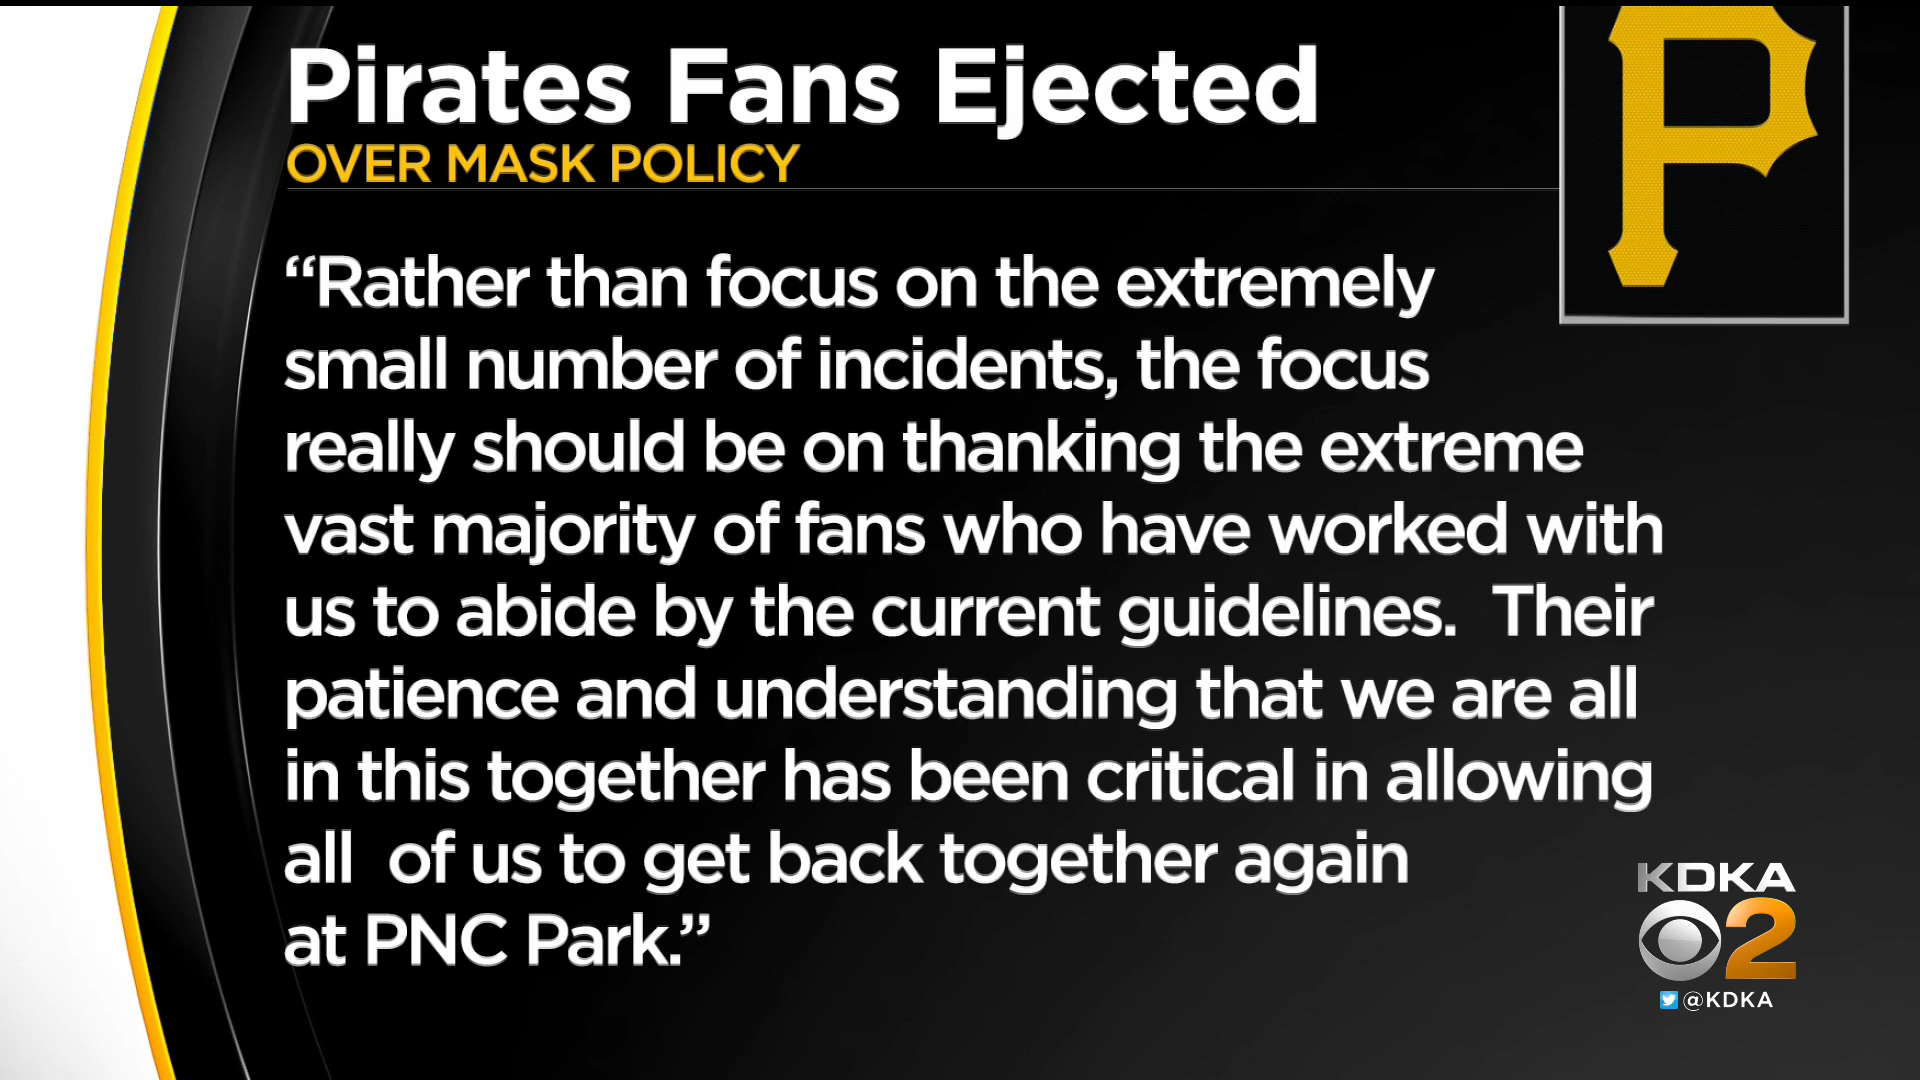 Pirates Fans Ejected
OVER MASK POLICY
P
“Rather than focus on the extremely
small number of incidents, the focus
really should be on thanking the extreme
vast majority of fans who have worked with
us to abide by the current guidelines.  Their
patience and understanding that we are all
in this together has been critical in allowing
all  of us to get back together again
at PNC Park.”
KDKA
2
@KDKA